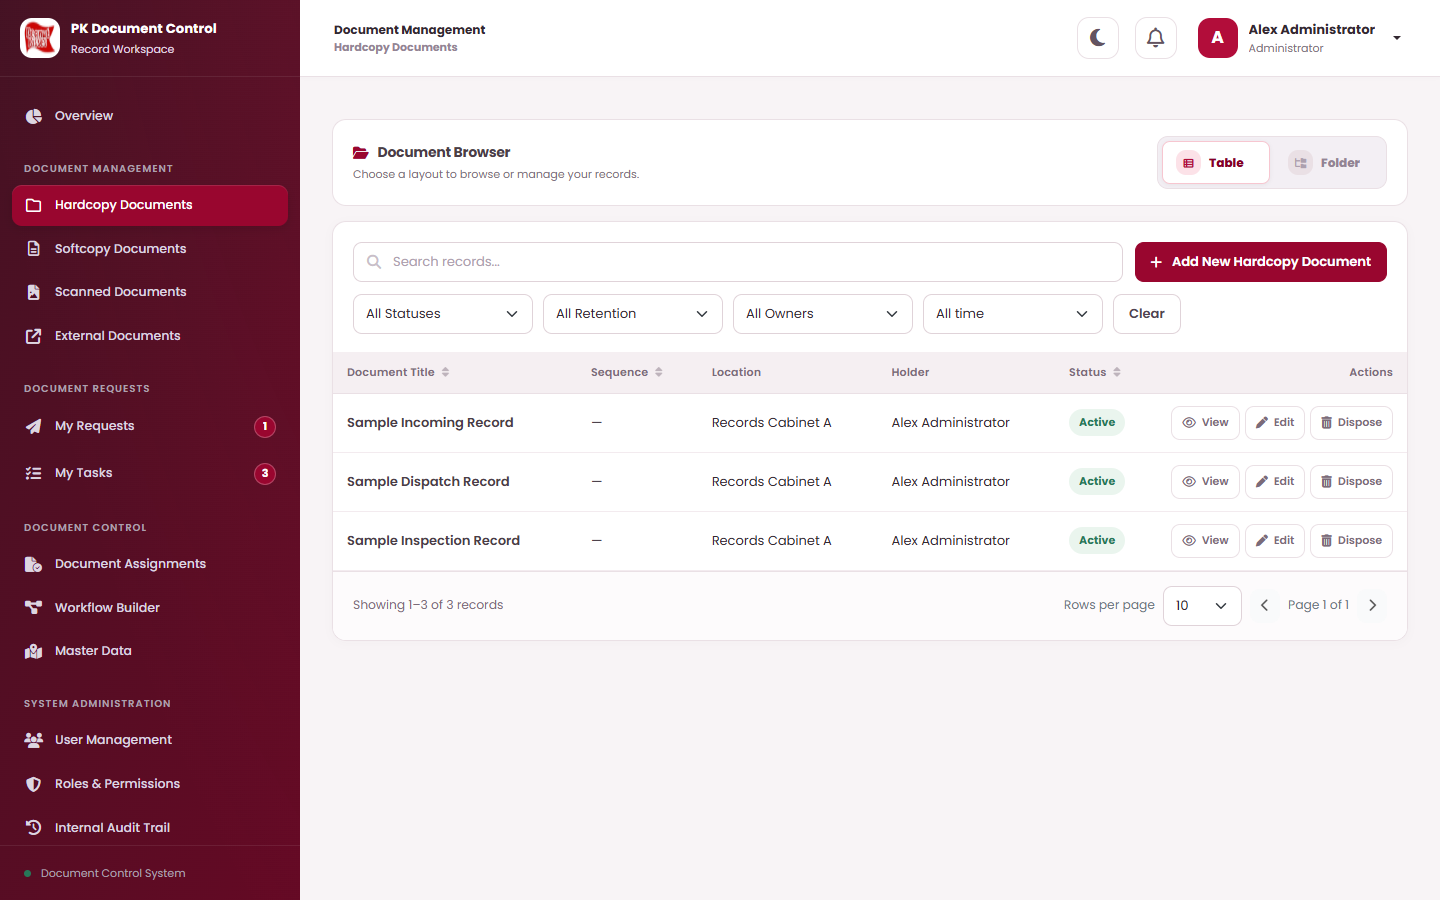 PK Document Control
Record Workspace
Overview
DOCUMENT MANAGEMENT
Hardcopy Documents
Softcopy Documents
Scanned Documents
External Documents
DOCUMENT REQUESTS
My Requests 1
My Tasks 3
DOCUMENT CONTROL
Document Assignments
Workflow Builder
Master Data
SYSTEM ADMINISTRATION
User Management
Roles & Permissions
Internal Audit Trail
Document Control System
Document Management
Hardcopy Documents
A
Alex Administrator
Administrator
Document Browser
Choose a layout to browse or manage your records.
Table Folder
Search records...
+ Add New Hardcopy Document
All Statuses All Retention All Owners All time Clear
Document Title Sequence Location Holder Status Actions
Sample Incoming Record — Records Cabinet A Alex Administrator Active View Edit Dispose
Sample Dispatch Record — Records Cabinet A Alex Administrator Active View Edit Dispose
Sample Inspection Record — Records Cabinet A Alex Administrator Active View Edit Dispose
Showing 1–3 of 3 records Rows per page 10 Page 1 of 1